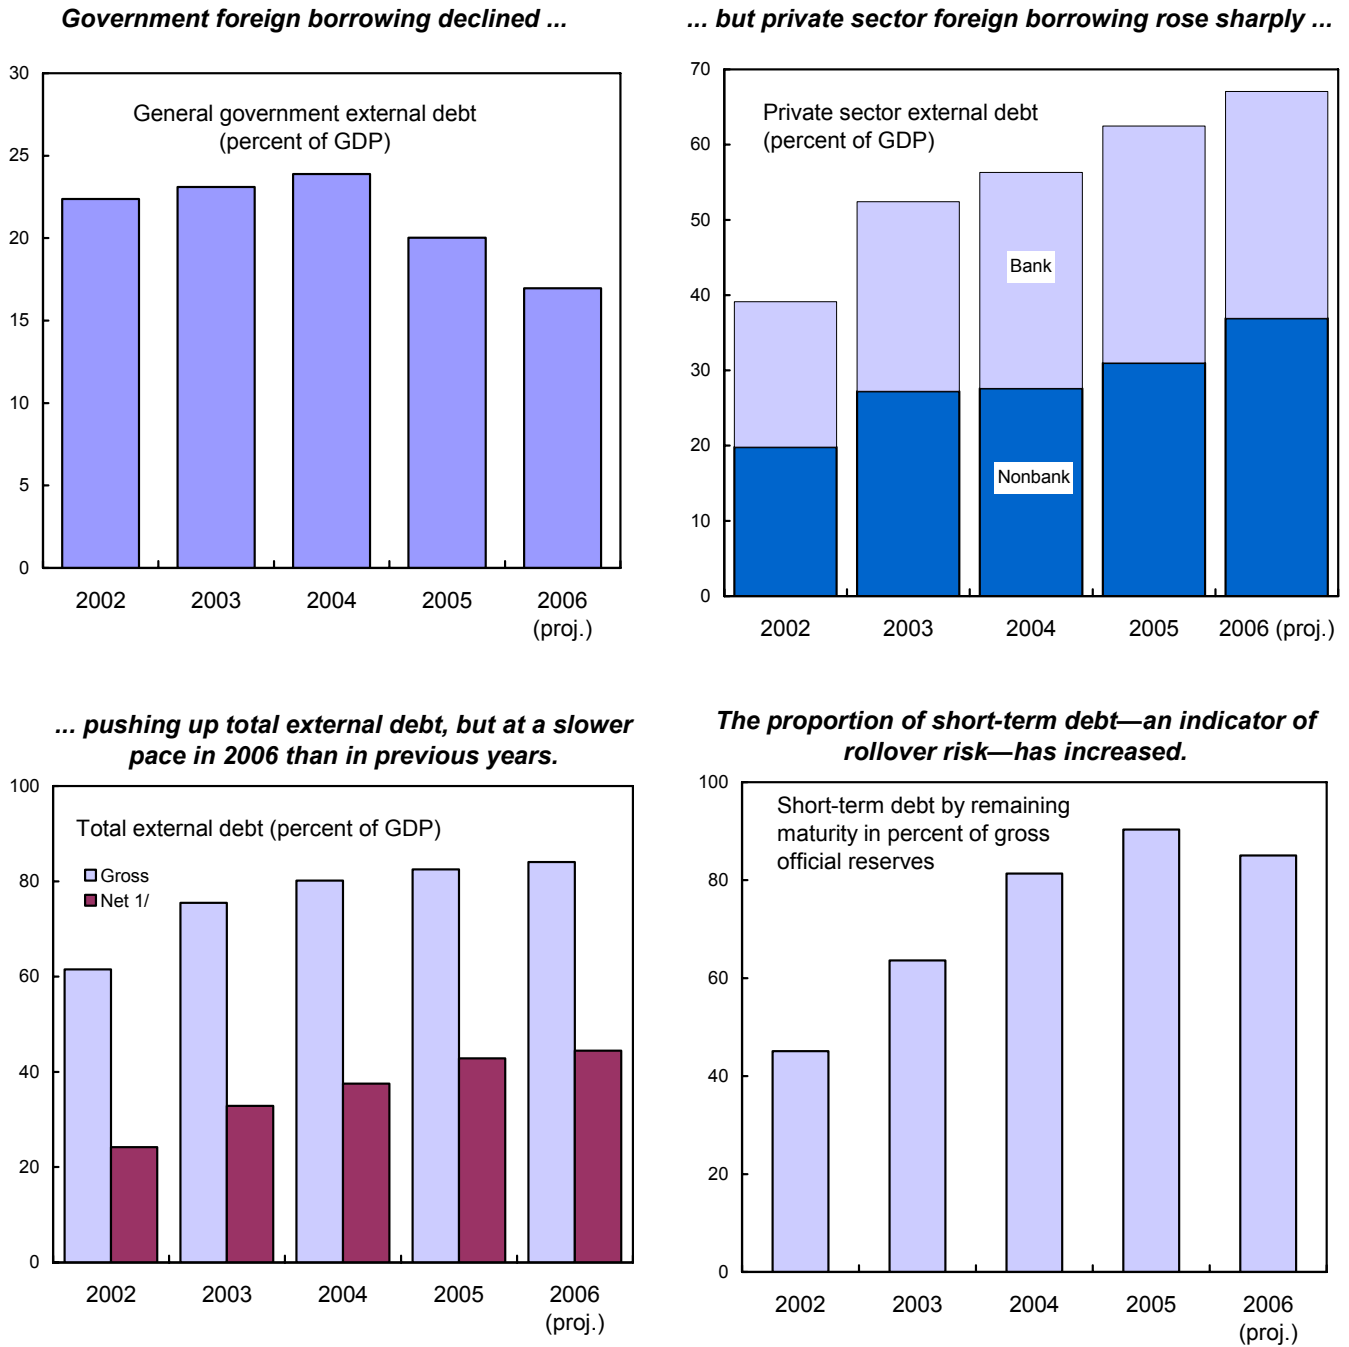 Government foreign borrowing declined ...
30
25
20
15
10
5
0
General government external debt
(percent of GDP)
2002
2003
2004
2005
2006
(proj.)
... but private sector foreign borrowing rose sharply ...
70
60
50
40
30
20
10
0
Private sector external debt
(percent of GDP)
Bank
Nonbank
2002
2003
2004
2005
2006 (proj.)
... pushing up total external debt, but at a slower
pace in 2006 than in previous years.
100
80
60
40
20
0
Total external debt (percent of GDP)
Gross
Net 1/
2002
2003
2004
2005
2006
(proj.)
The proportion of short-term debt—an indicator of
rollover risk—has increased.
100
80
60
40
20
0
Short-term debt by remaining
maturity in percent of gross
official reserves
2002
2003
2004
2005
2006
(proj.)